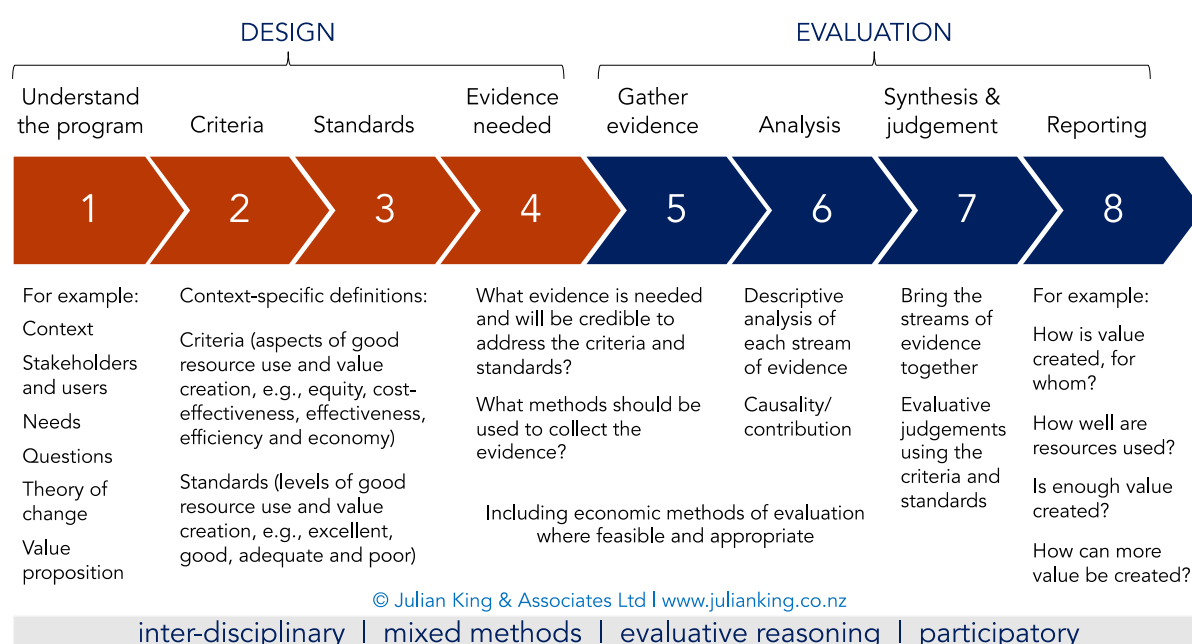 DESIGN
EVALUATION
Understand
the program
Criteria
Standards
Evidence
needed
Gather
evidence
Analysis
Synthesis &
judgement
Reporting
1
2
3
4
5
6
7
8
For example:
Context
Stakeholders
and users
Needs
Questions
Theory of
change
Value
proposition
Context-specific definitions:
Criteria (aspects of good
resource use and value
creation, e.g., equity, cost-
effectiveness, effectiveness,
efficiency and economy)
Standards (levels of good
resource use and value
creation, e.g., excellent,
good, adequate and poor)
What evidence is needed
and will be credible to
address the criteria and
standards?
What methods should be
used to collect the
evidence?
Descriptive
analysis of
each stream
of evidence
Causality/
contribution
Including economic methods of evaluation
where feasible and appropriate
Bring the
streams of
evidence
together
Evaluative
judgements
using the
criteria and
standards
For example:
How is value
created, for
whom?
How well are
resources used?
Is enough value
created?
How can more
value be created?
© Julian King & Associates Ltd l www.julianking.co.nz
inter-disciplinary | mixed methods | evaluative reasoning | participatory